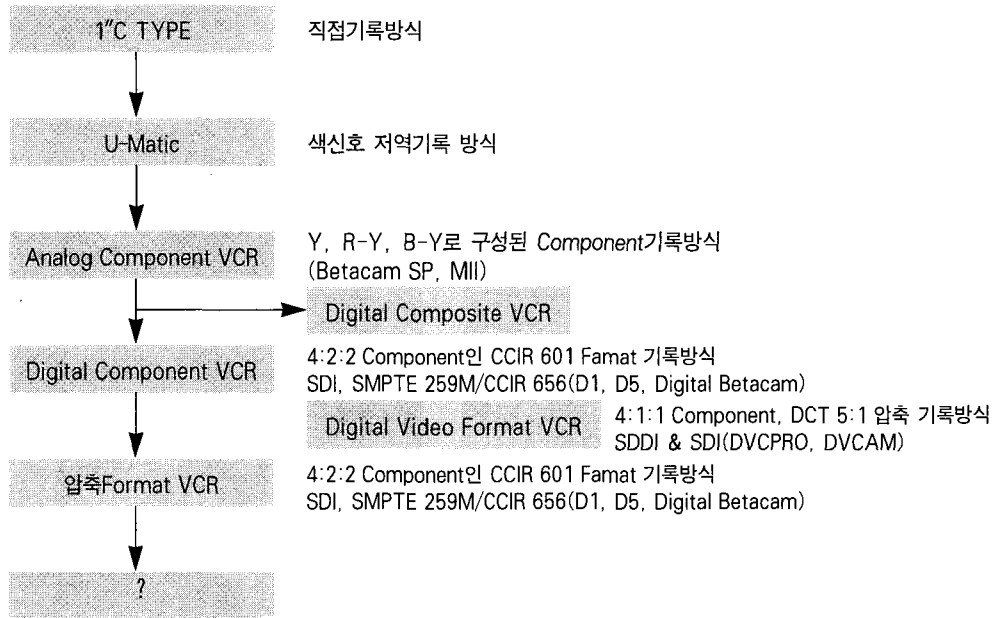 1"C TYPE 직접기록방식
U-Matic 색신호 저역기록 방식
Analog Component VCR
Y, R-Y, B-Y로 구성된 Component기록방식
(Betacam SP, MII)
Digital Composite VCR
Digital Component VCR
4:2:2 Component인 CCIR 601 Famat 기록방식
SDI, SMPTE 259M/CCIR 656(D1, D5, Digital Betacam)
Digital Video Format VCR
4:1:1 Component, DCT 5:1 압축 기록방식
SDDI & SDI(DVCPRO, DVCAM)
압축Format VCR
4:2:2 Component인 CCIR 601 Famat 기록방식
SDI, SMPTE 259M/CCIR 656(D1, D5, Digital Betacam)
?